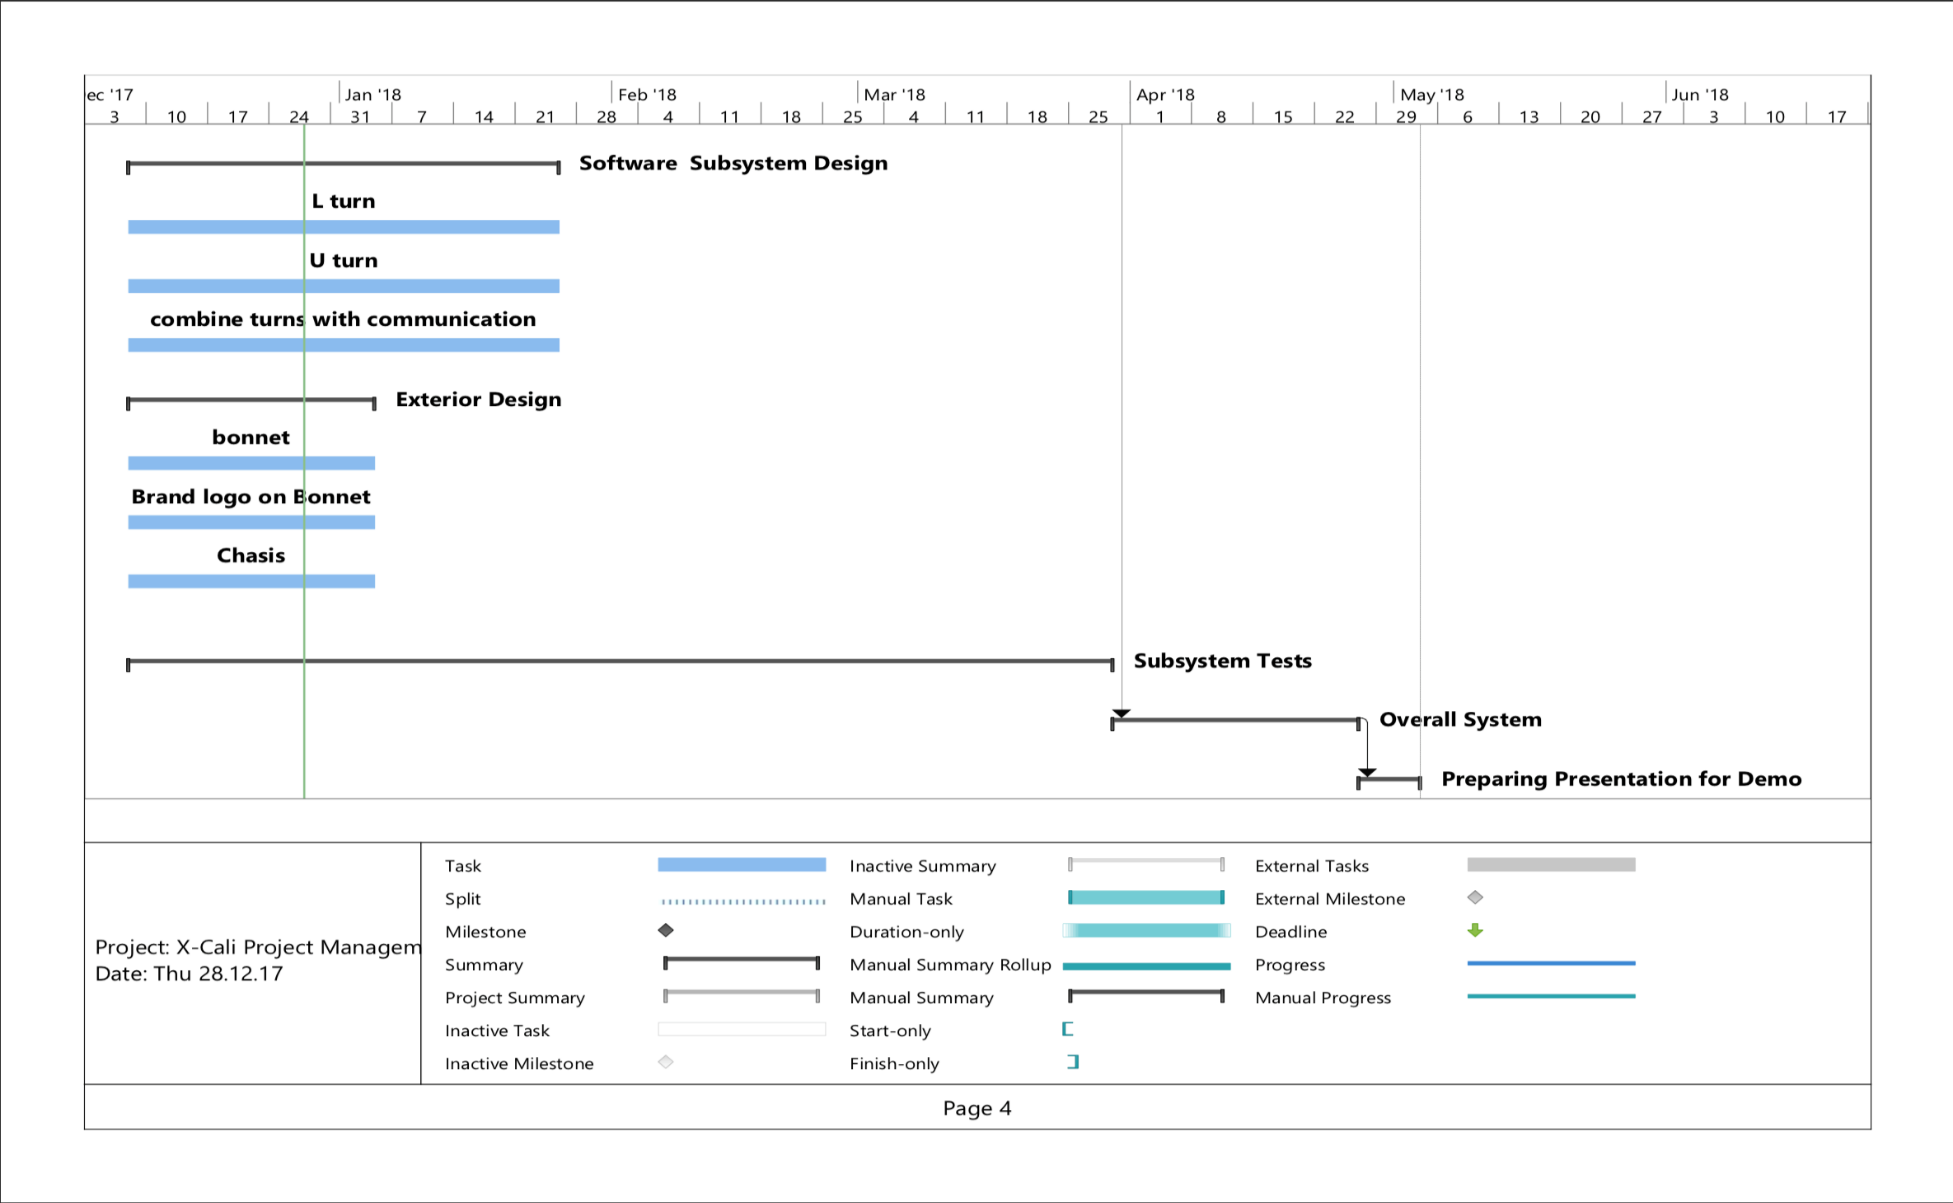 ec '17 Jan '18 Feb '18 Mar '18 Apr '18 May '18 Jun '18
3 10 17 24 31 7 14 21 28 4 11 18 25 4 11 18 25 1 8 15 22 29 6 13 20 27 3 10 17
Software Subsystem Design
L turn
U turn
combine turns with communication
Exterior Design
bonnet
Brand logo on Bonnet
Chasis
Subsystem Tests
Overall System
Preparing Presentation for Demo
Project: X-Cali Project Managem
Date: Thu 28.12.17
Task
Split
Milestone
Summary
Project Summary
Inactive Task
Inactive Milestone
Inactive Summary
Manual Task
Duration-only
Manual Summary Rollup
Manual Summary
Start-only
Finish-only
External Tasks
External Milestone
Deadline
Progress
Manual Progress
Page 4